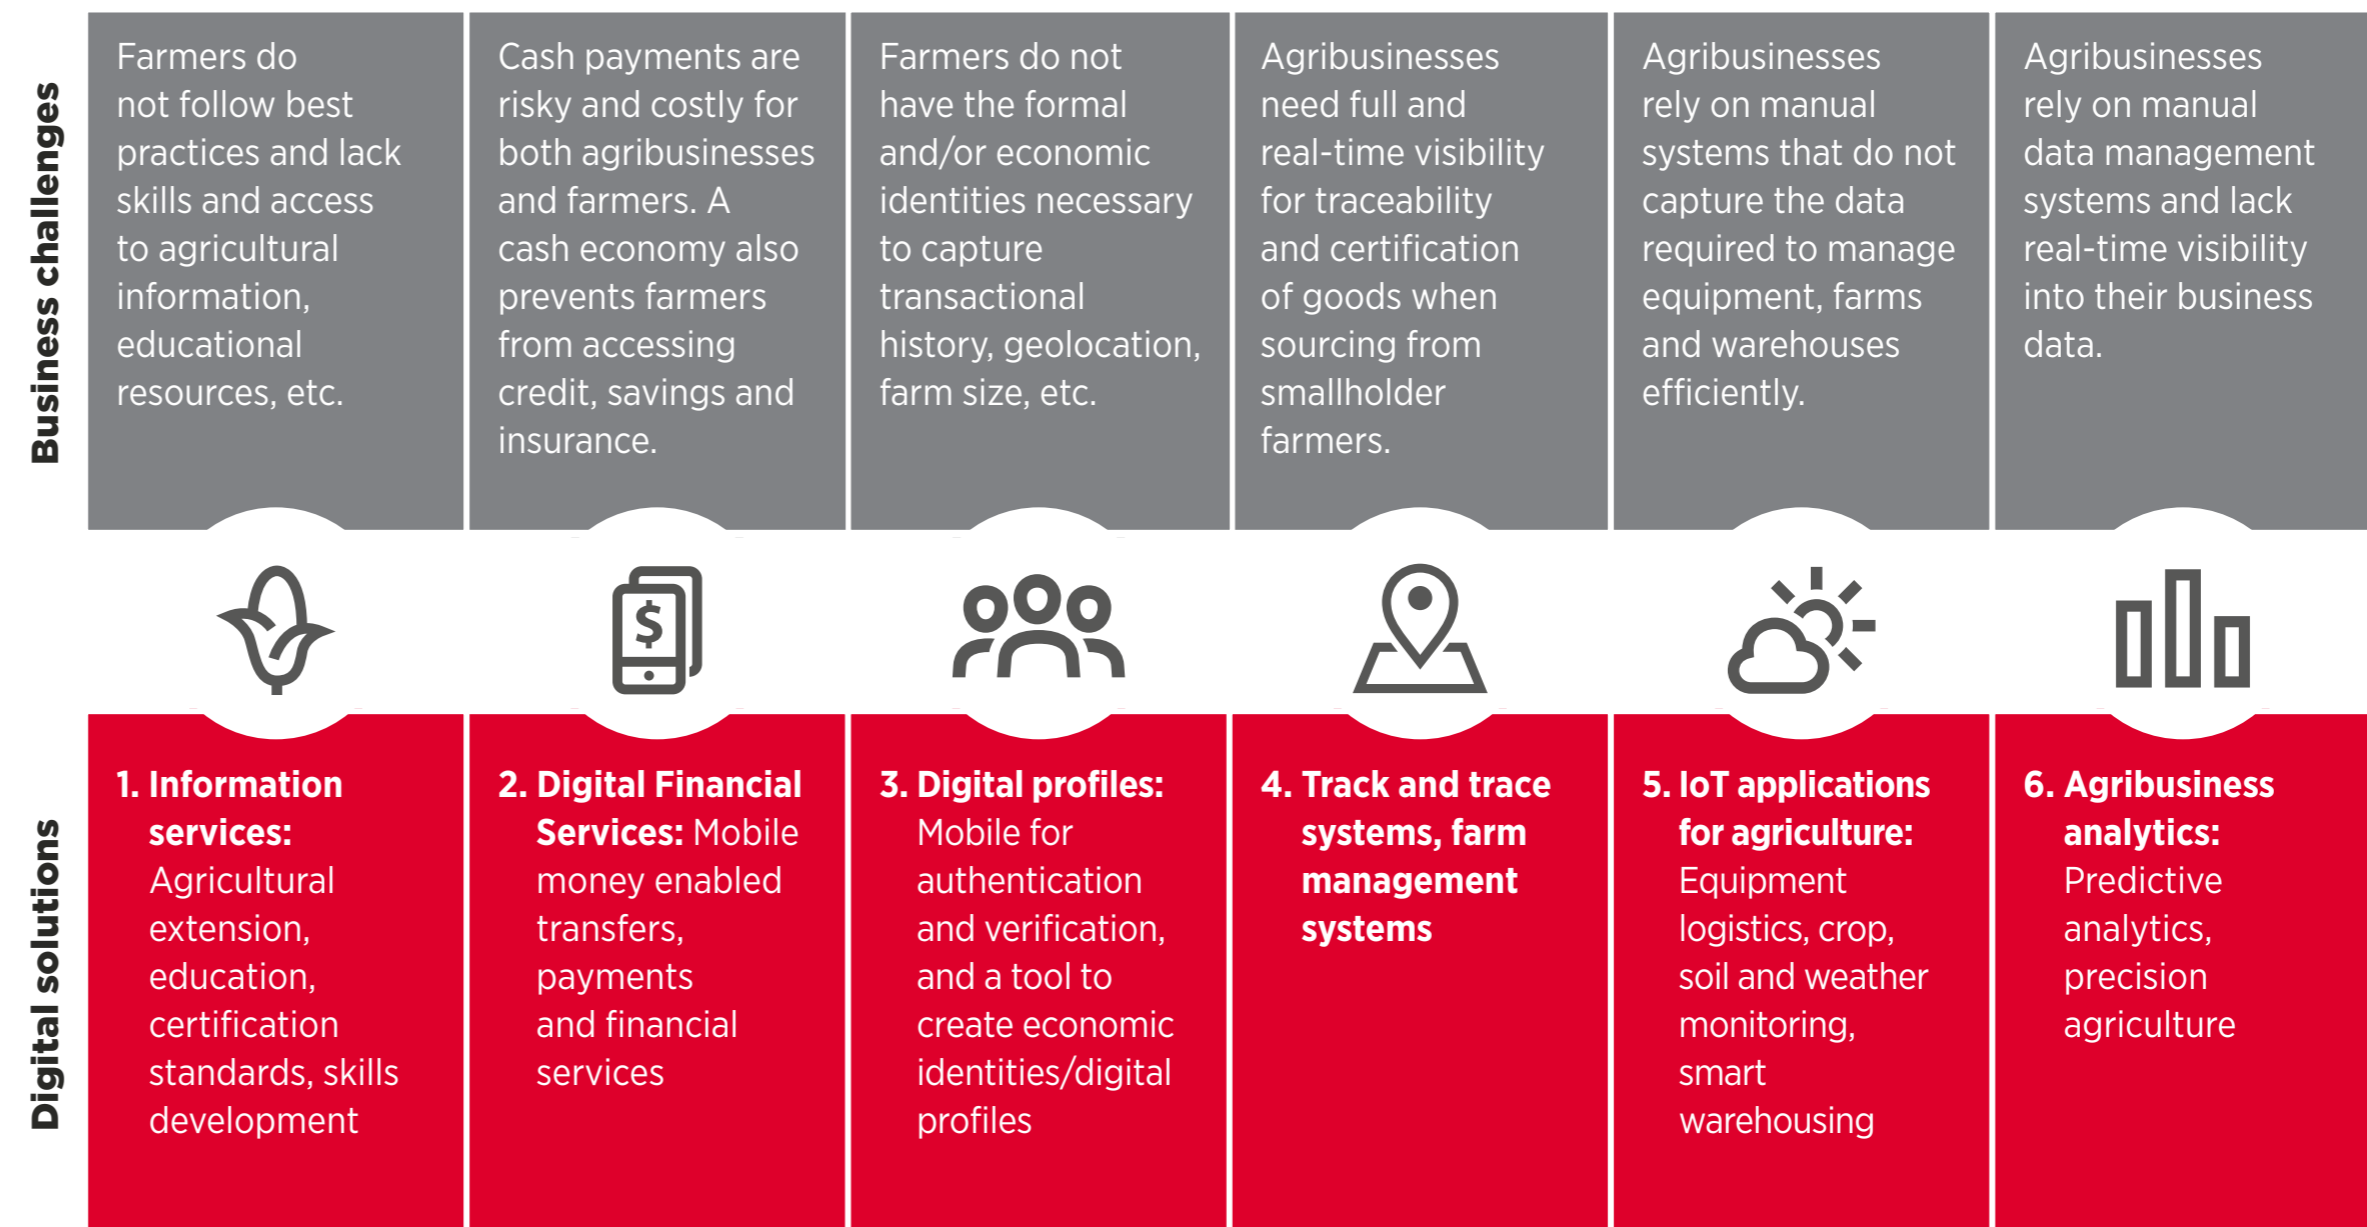 Business challenges
Farmers do
not follow best
practices and lack
skills and access
to agricultural
information,
educational
resources, etc.
Cash payments are
risky and costly for
both agribusinesses
and farmers. A
cash economy also
prevents farmers
from accessing
credit, savings and
insurance.
Farmers do not
have the formal
and/or economic
identities necessary
to capture
transactional
history, geolocation,
farm size, etc.
Agribusinesses
need full and
real-time visibility
for traceability
and certification
of goods when
sourcing from
smallholder
farmers.
Agribusinesses
rely on manual
systems that do not
capture the data
required to manage
equipment, farms
and warehouses
efficiently.
Agribusinesses
rely on manual
data management
systems and lack
real-time visibility
into their business
data.
$
Digital solutions
1. Information
services:
Agricultural
extension,
education,
certification
standards, skills
development
2. Digital Financial
Services: Mobile
money enabled
transfers,
payments
and financial
services
3. Digital profiles:
Mobile for
authentication
and verification,
and a tool to
create economic
identities/digital
profiles
4. Track and trace
systems, farm
management
systems
5. IoT applications
for agriculture:
Equipment
logistics, crop,
soil and weather
monitoring,
smart
warehousing
6. Agribusiness
analytics:
Predictive
analytics,
precision
agriculture